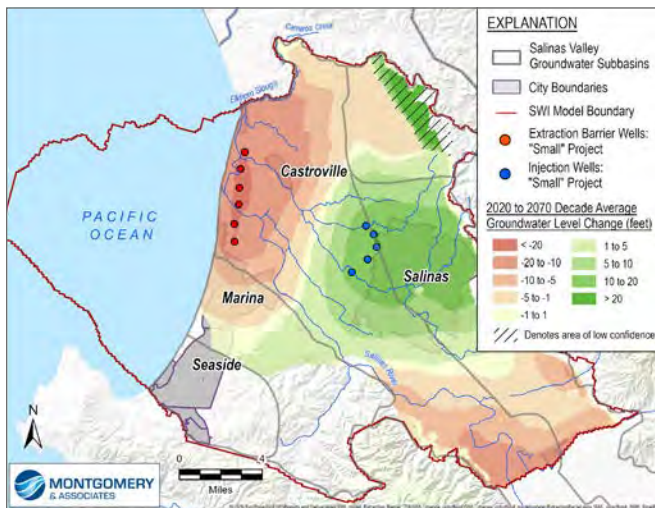 EXPLANATION
Salinas Valley
Groundwater Subbasins
City Boundaries
SWI Model Boundary
Extraction Barrier Wells:
"Small" Project
Injection Wells:
"Small" Project
2020 to 2070 Decade Average
Groundwater Level Change (feet)
< -20
-20 to -10
-10 to -5
-5 to -1
-1 to 1
1 to 5
5 to 10
10 to 20
> 20
Denotes area of low confidence
Elkhorn Slough
Castroville
PACIFIC
OCEAN
Salinas
Marina
Seaside
Salinas River
N
0
4
Miles
MONTGOMERY
& ASSOCIATES